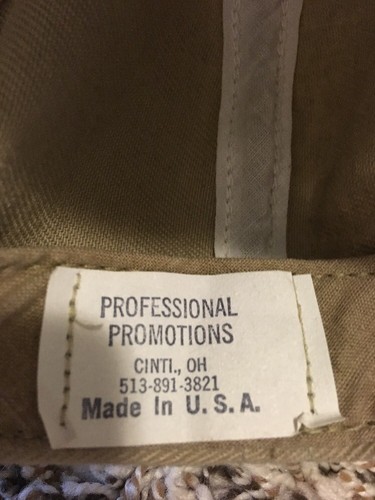 PROFESSIONAL
PROMOTIONS
CINTI., OH
513-891-3821
Made In U.S.A.